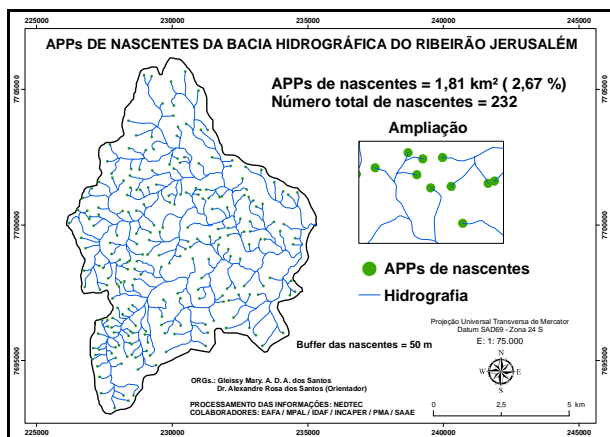 225000 230000 235000 240000 245000
APPs DE NASCENTES DA BACIA HIDROGRÁFICA DO RIBEIRÃO JERUSALÉM
APPs de nascentes = 1,81 km² ( 2,67 %)
Número total de nascentes = 232
Ampliação
APPs de nascentes
Hidrografia
Projeção Universal Transversa de Mercator
Datum SAD69 - Zona 24 S
E: 1: 75.000
Buffer das nascentes = 50 m
N
W E
S
ORGs.: Gleissy Mary. A. D. A. dos Santos
Dr. Alexandre Rosa dos Santos (Orientador)
PROCESSAMENTO DAS INFORMAÇÕES: NEDTEC
COLABORADORES: EAFA / MPAL / IDAF / INCAPER / PMA / SAAE
0 2,5 5 km
7705000 7705000
7700000 7700000
7695000 7695000
225000 230000 235000 240000 245000